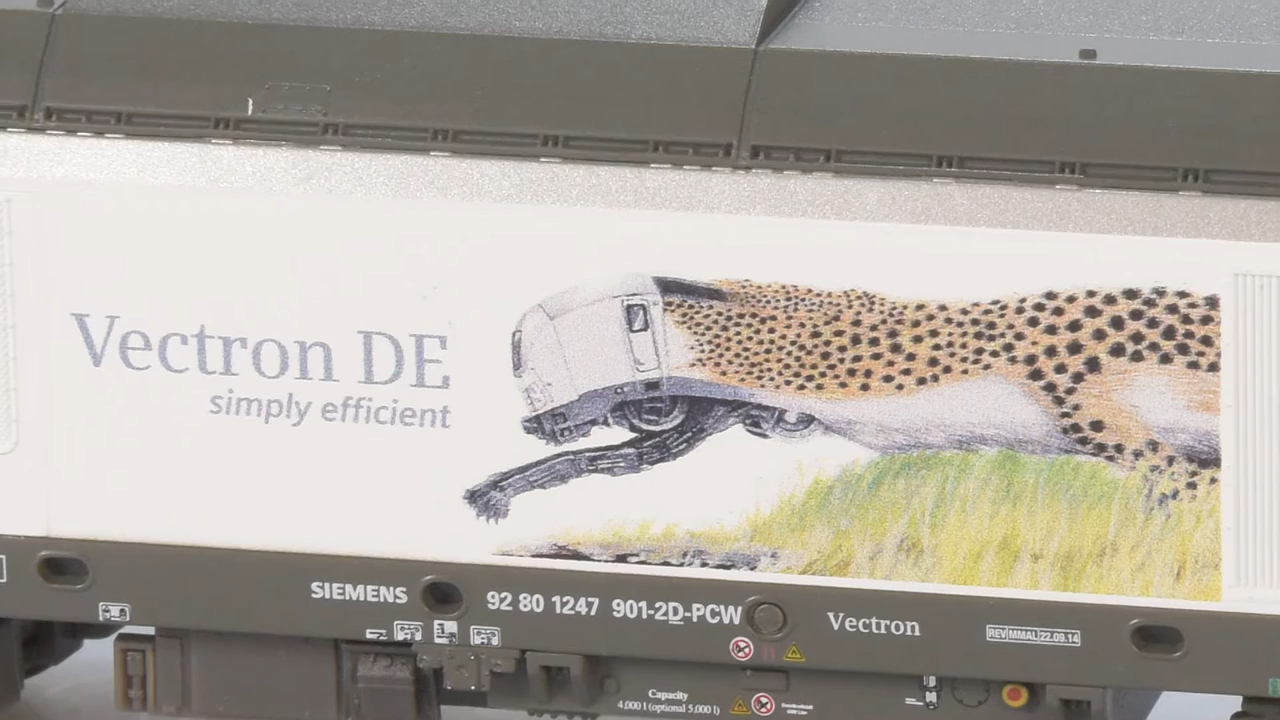 Vectron DE
simply efficient
SIEMENS 92 80 1247 901-2D-PCW Vectron REV MMAL 22.09.14
Capacity
4,000 l (optional 5,000 l)